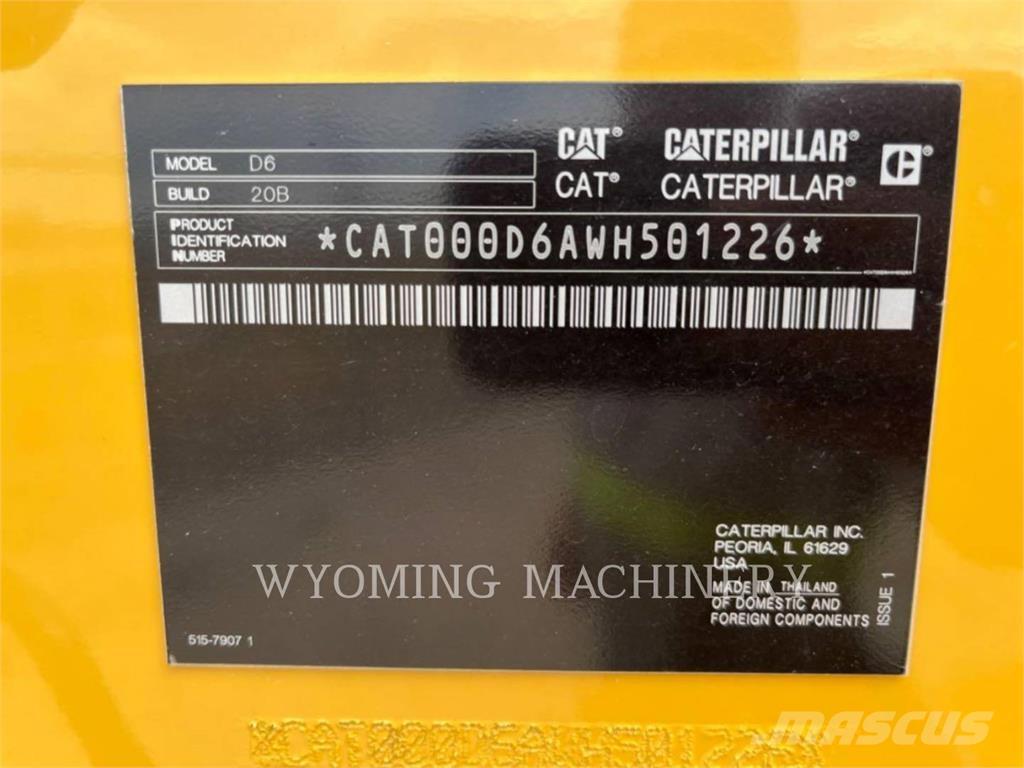 CAT® CATERPILLAR®
CAT® CATERPILLAR®
MODEL D6
BUILD 20B
PRODUCT
IDENTIFICATION
NUMBER
*CAT000D6AWH501226*
CATERPILLAR INC.
PEORIA, IL 61629
USA
MADE IN THAILAND
OF DOMESTIC AND
FOREIGN COMPONENTS
ISSUE 1
515-7907 1
WYOMING MACHINERY
MASCUS